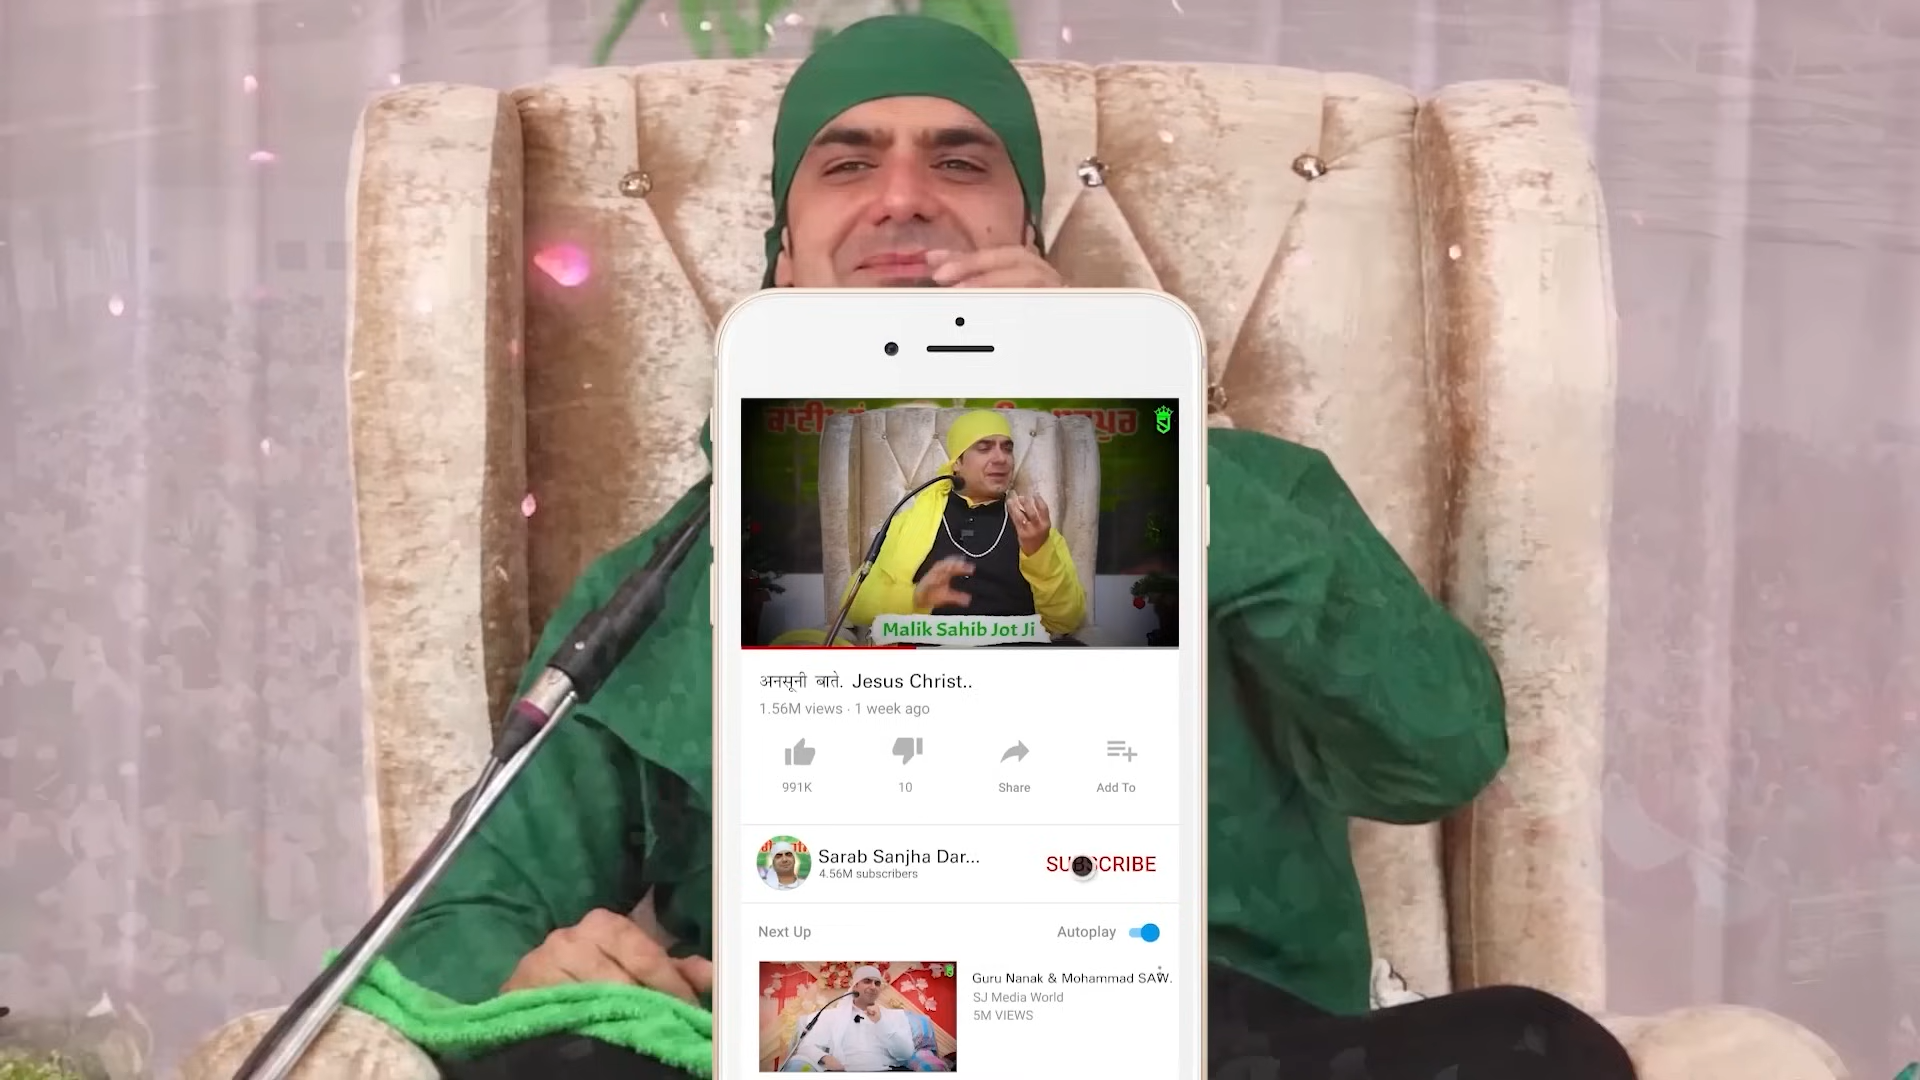 Malik Sahib Jot Ji
अनसूनी बाते. Jesus Christ..
1.56M views · 1 week ago
991K
10
Share
Add To
Sarab Sanjha Dar...
4.56M subscribers
SUBSCRIBE
Next Up
Autoplay
Guru Nanak & Mohammad SAW.
SJ Media World
5M VIEWS